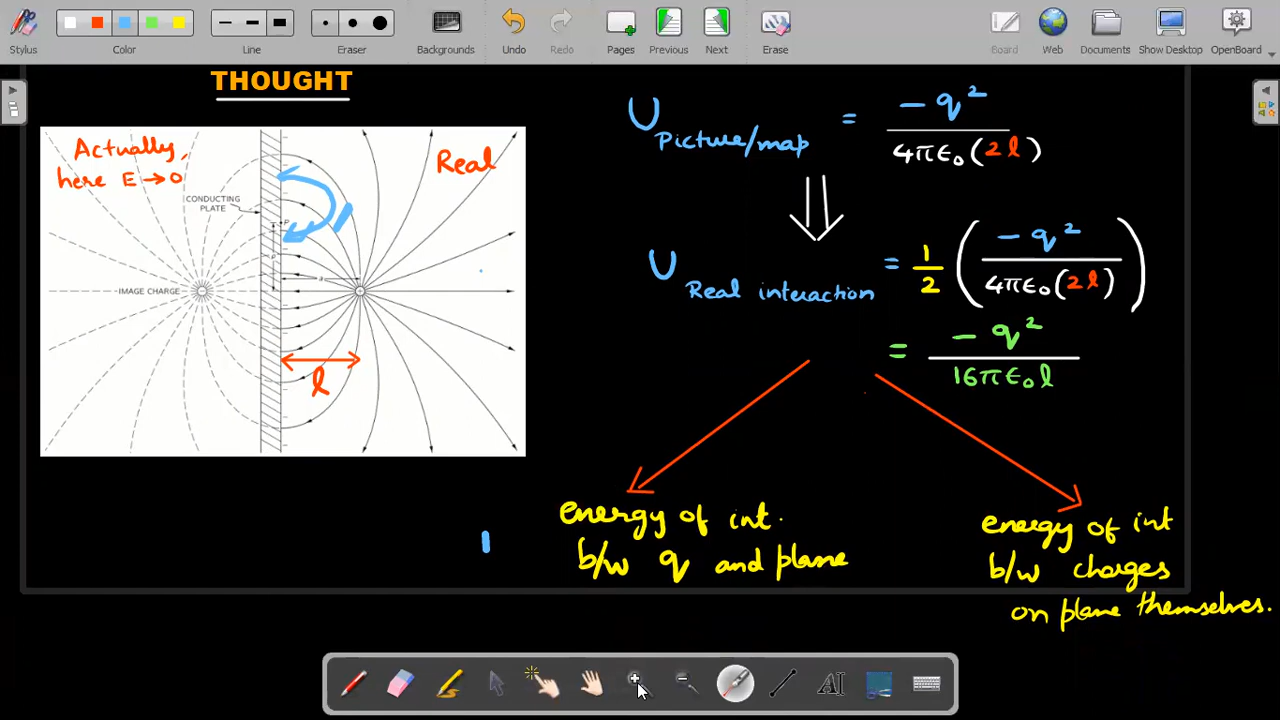 Stylus
Color
Line
Eraser
Backgrounds
Undo
Redo
Pages
Previous
Next
Erase
Board
Web
Documents
Show Desktop
OpenBoard
THOUGHT
Actually,
here E → 0
Real
CONDUCTING
PLATE
P
ρ
a
IMAGE CHARGE
l
U Picture/map = -q² / 4πε₀(2l)
U Real interaction = 1/2 ( -q² / 4πε₀(2l) )
= -q² / 16πε₀l
energy of int.
b/w q and plane
energy of int
b/w charges
on plane themselves.
AI